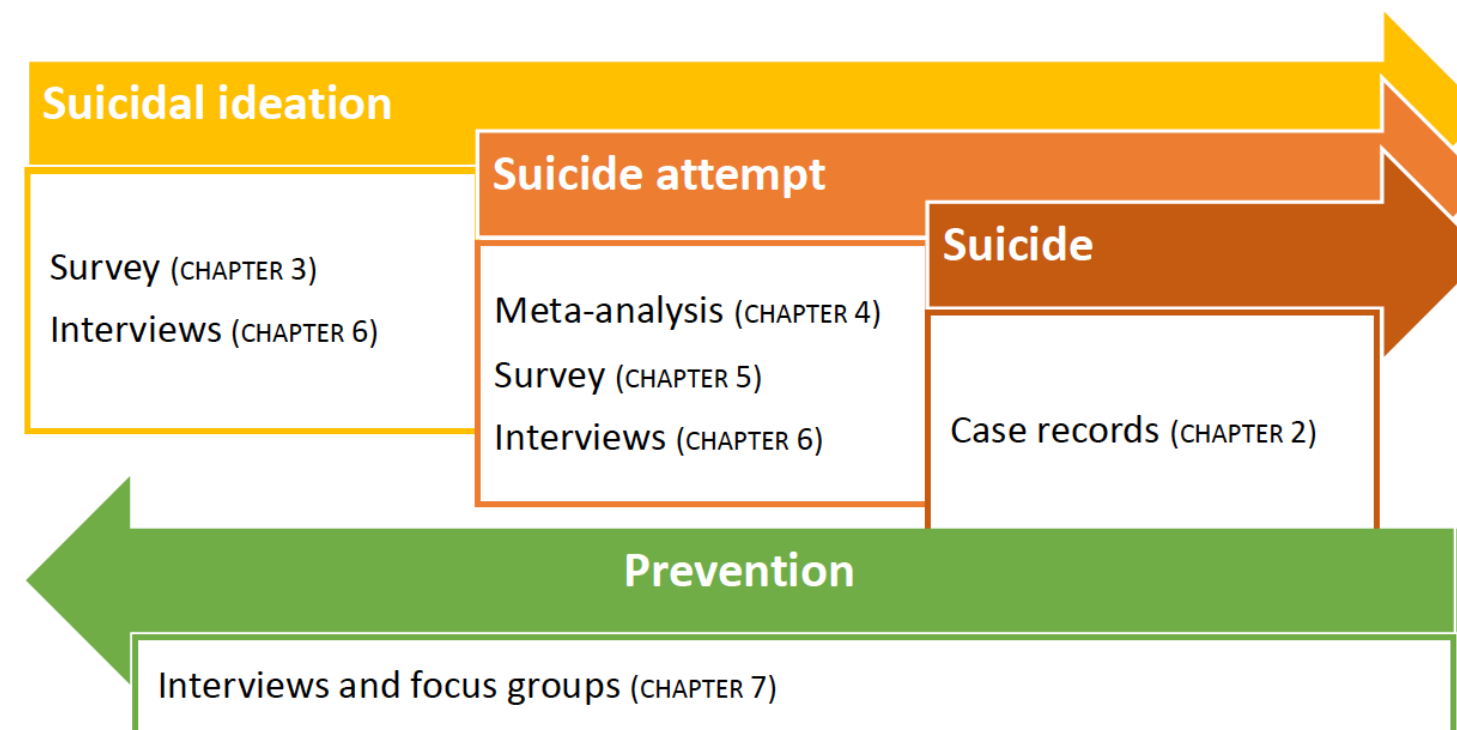 Suicidal ideation
Survey (CHAPTER 3)
Interviews (CHAPTER 6)
Suicide attempt
Meta-analysis (CHAPTER 4)
Survey (CHAPTER 5)
Interviews (CHAPTER 6)
Suicide
Case records (CHAPTER 2)
Prevention
Interviews and focus groups (CHAPTER 7)